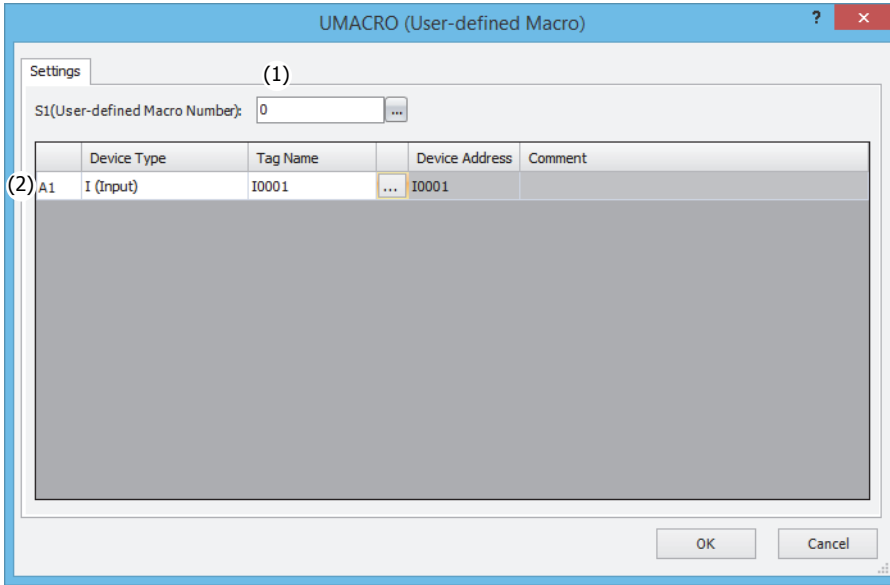 UMACRO (User-defined Macro)
?
×
Settings
(1)
S1(User-defined Macro Number): 0 ...
Device Type Tag Name Device Address Comment
(2) A1 I (Input) I0001 ... I0001
OK Cancel